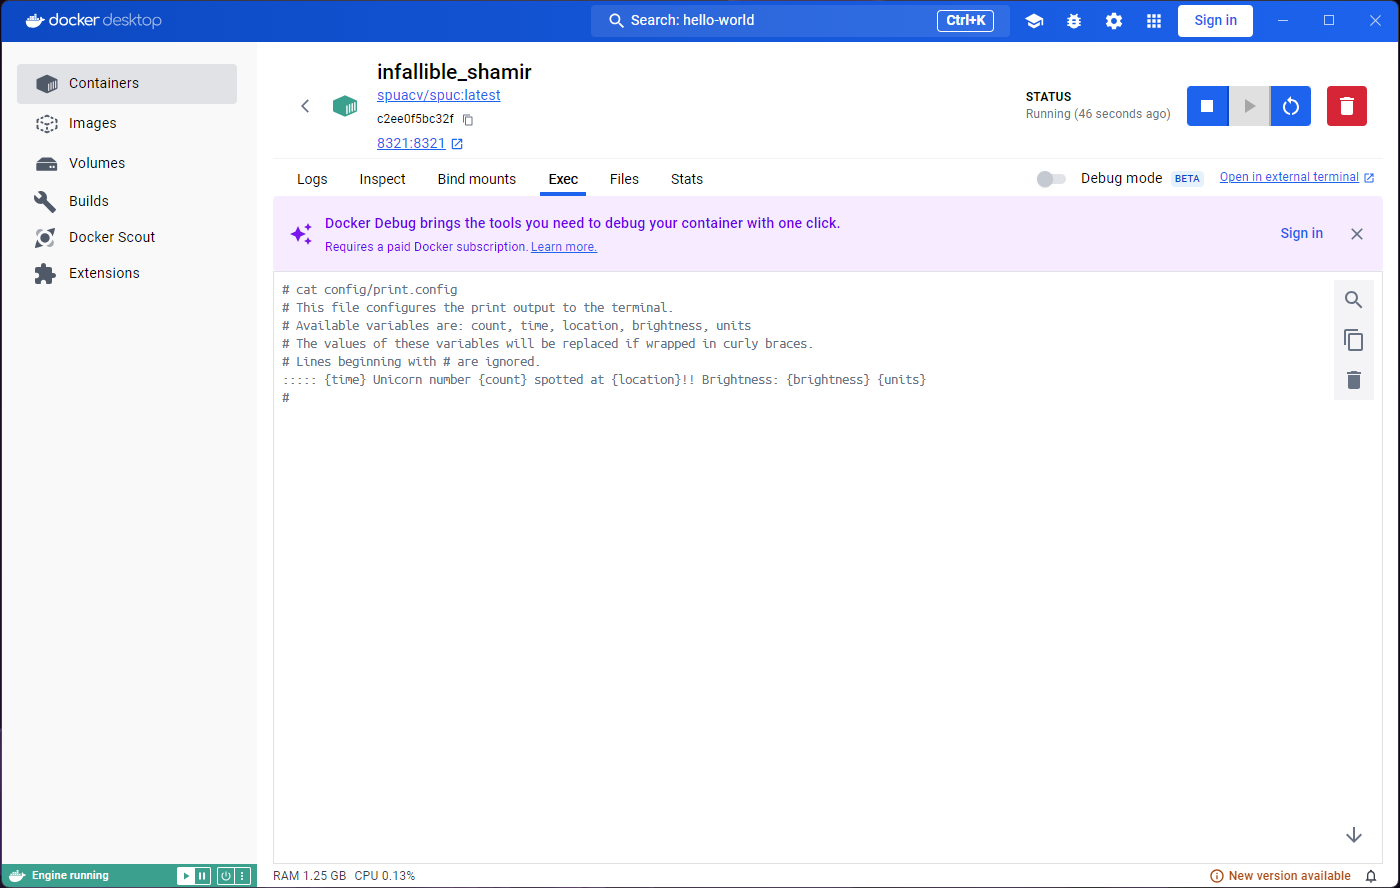 docker desktop
Search: hello-world
Ctrl+K
Sign in
Containers
Images
Volumes
Builds
Docker Scout
Extensions
infallible_shamir
spuacv/spuc:latest
c2ee0f5bc32f
8321:8321
STATUS
Running (46 seconds ago)
Logs
Inspect
Bind mounts
Exec
Files
Stats
Debug mode
BETA
Open in external terminal
Docker Debug brings the tools you need to debug your container with one click.
Requires a paid Docker subscription. Learn more.
Sign in
# cat config/print.config
# This file configures the print output to the terminal.
# Available variables are: count, time, location, brightness, units
# The values of these variables will be replaced if wrapped in curly braces.
# Lines beginning with # are ignored.
::::: {time} Unicorn number {count} spotted at {location}!! Brightness: {brightness} {units}
#
Engine running
RAM 1.25 GB CPU 0.13%
New version available